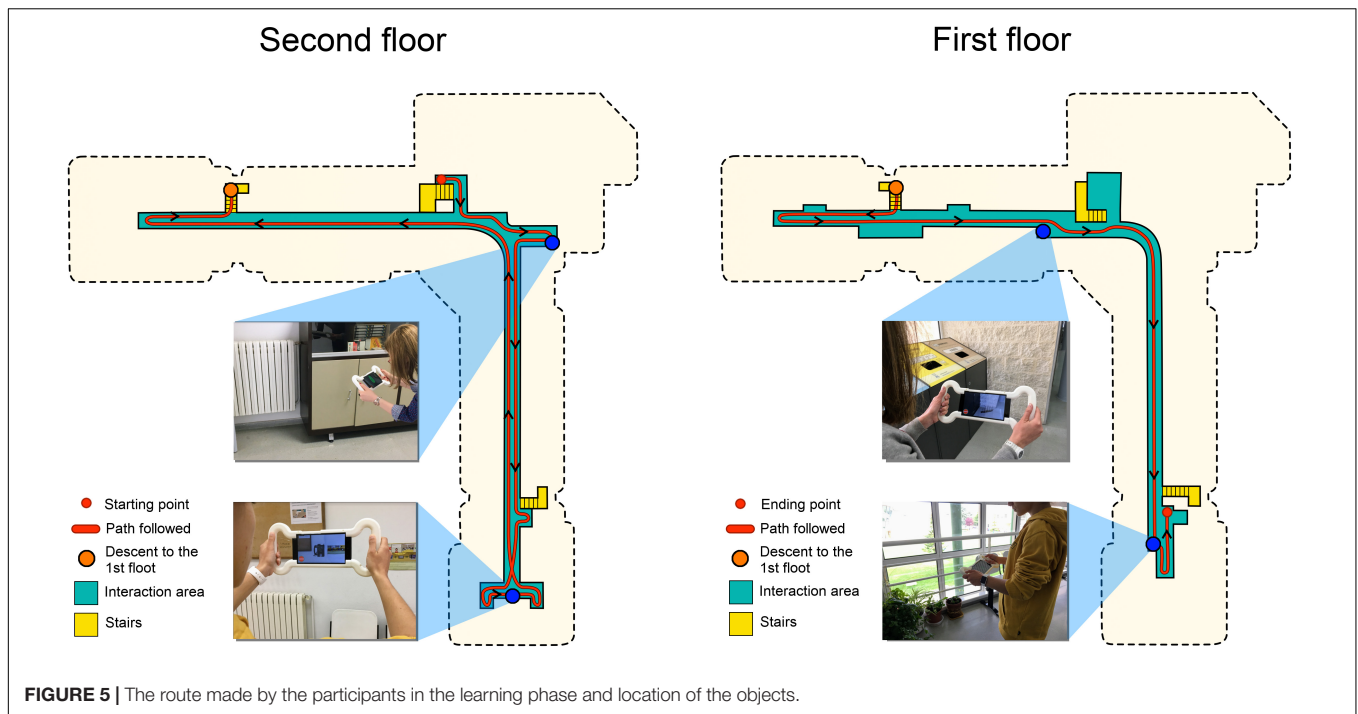 Second floor
First floor
Starting point
Path followed
Descent to the
1st floot
Interaction area
Stairs
Ending point
Path followed
Descent to the
1st floot
Interaction area
Stairs
FIGURE 5 | The route made by the participants in the learning phase and location of the objects.